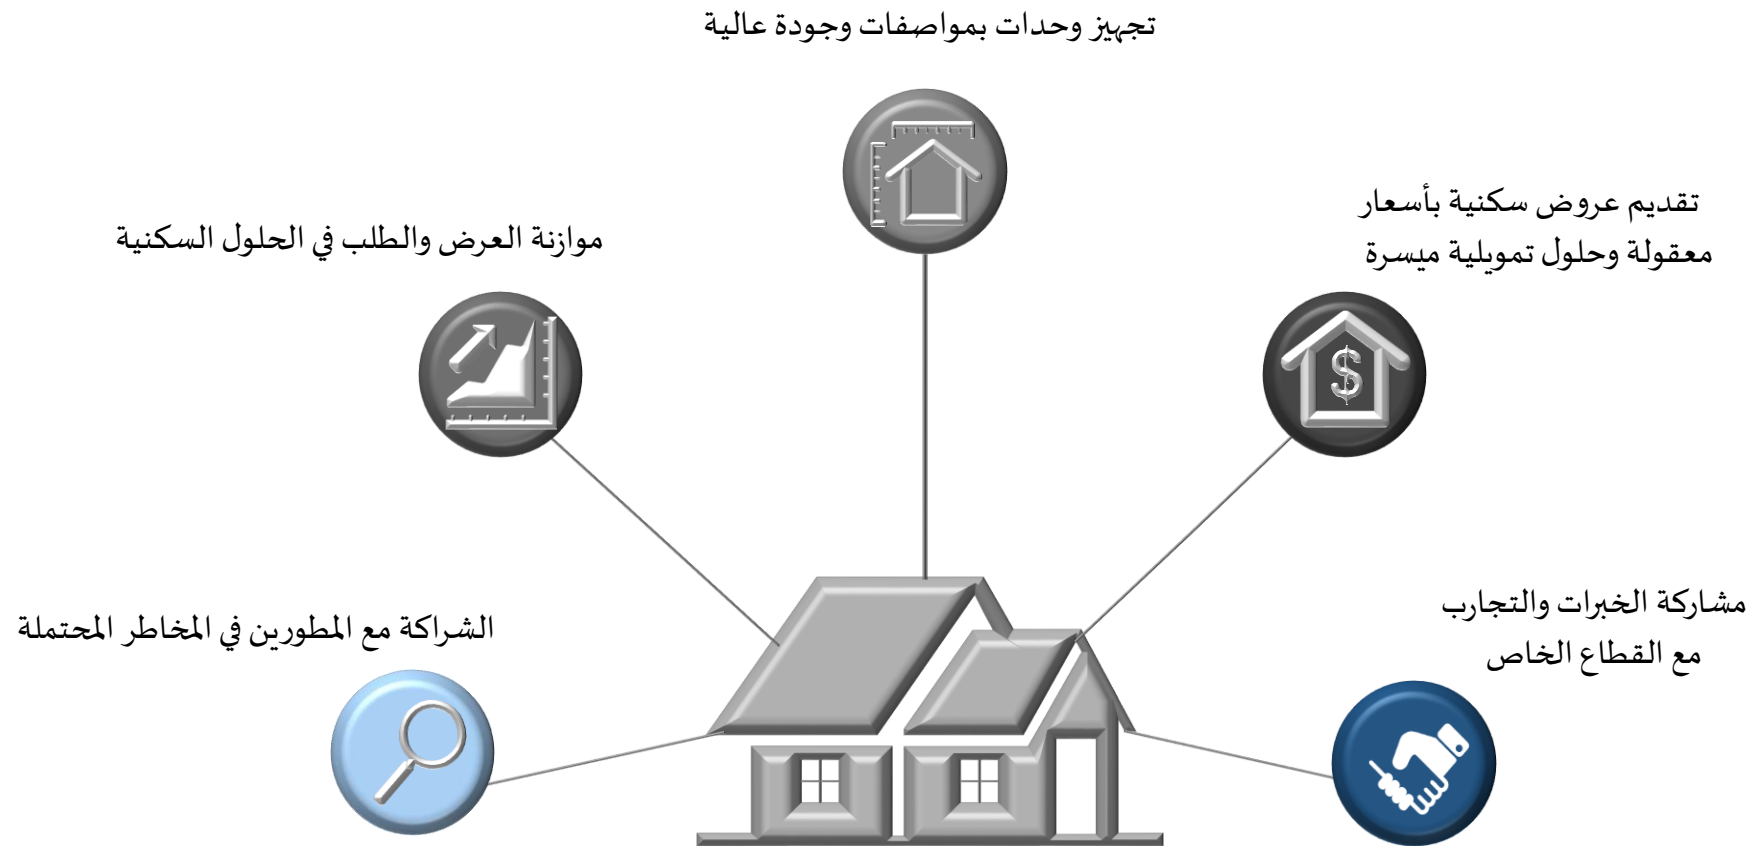 تجهيز وحدات بمواصفات وجودة عالية
تقديم عروض سكنية بأسعار
معقولة وحلول تمويلية ميسرة
موازنة العرض والطلب في الحلول السكنية
مشاركة الخبرات والتجارب
مع القطاع الخاص
الشراكة مع المطورين في المخاطر المحتملة
$